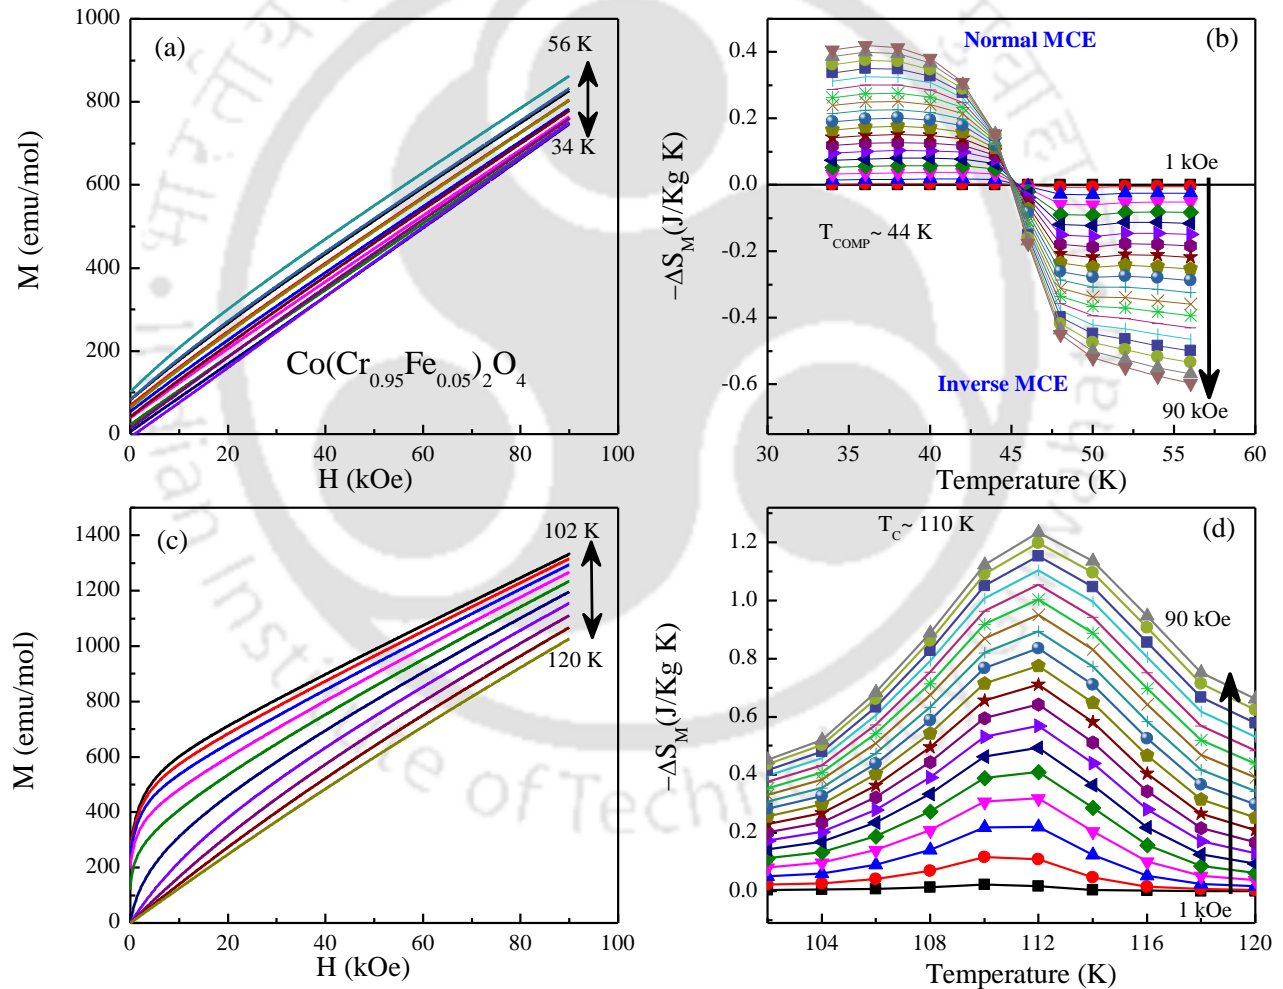 (a)
1000
800
600
400
200
0
M (emu/mol)
56 K
34 K
Co(Cr0.95Fe0.05)2O4
0 20 40 60 80 100
H (kOe)
(b)
Normal MCE
0.4
0.2
0.0
-0.2
-0.4
-0.6
−ΔSM(J/Kg K)
1 kOe
TCOMP~ 44 K
Inverse MCE
90 kOe
30 35 40 45 50 55 60
Temperature (K)
(c)
1400
1200
1000
800
600
400
200
0
M (emu/mol)
102 K
120 K
0 20 40 60 80 100
H (kOe)
TC~ 110 K
(d)
1.2
1.0
0.8
0.6
0.4
0.2
0.0
−ΔSM(J/Kg K)
90 kOe
1 kOe
104 108 112 116 120
Temperature (K)